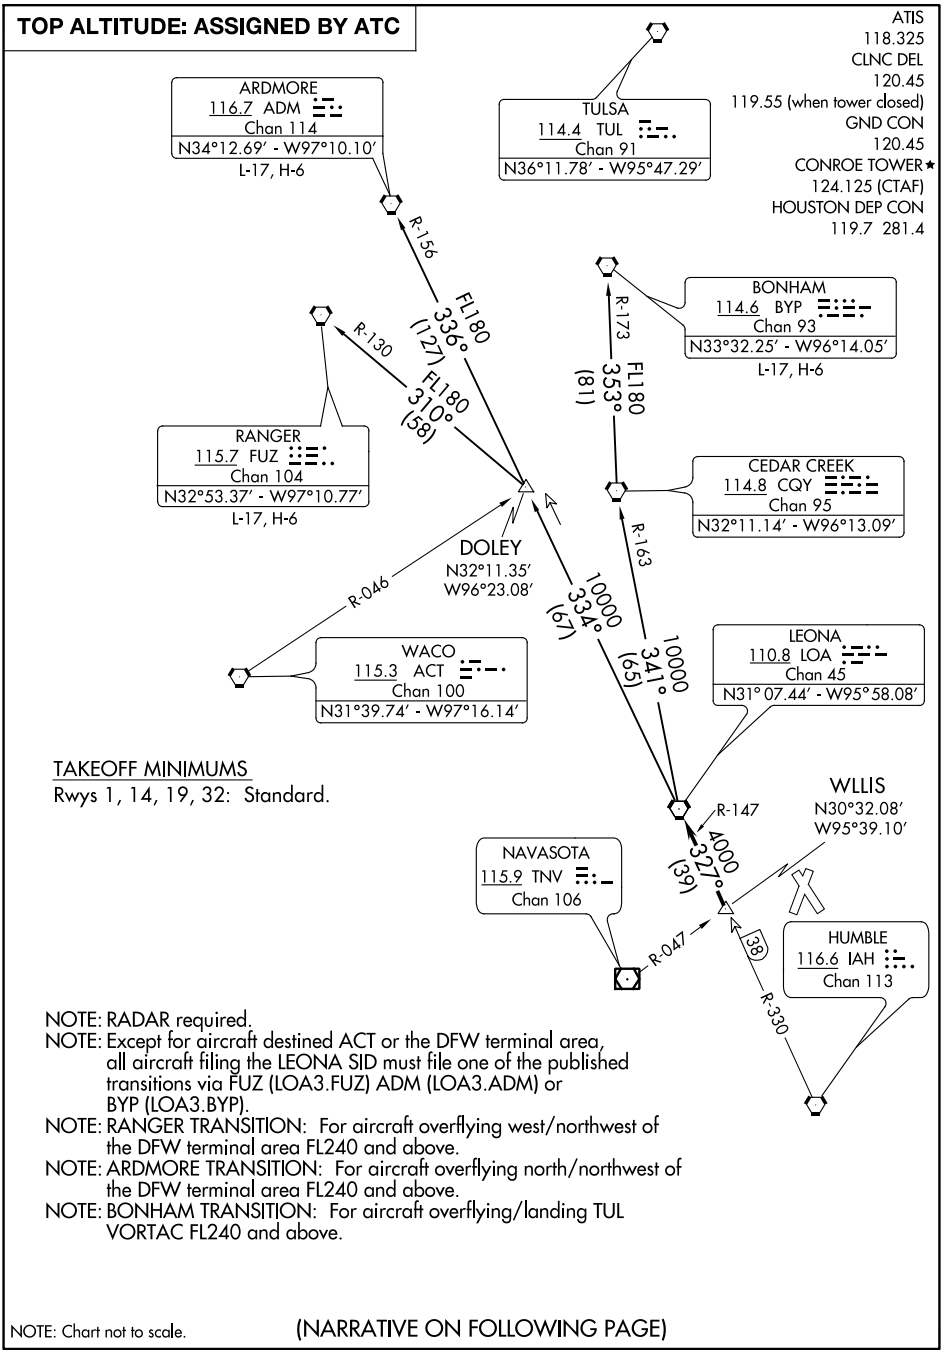 TOP ALTITUDE: ASSIGNED BY ATC
ATIS
118.325
CLNC DEL
120.45
119.55 (when tower closed)
GND CON
120.45
CONROE TOWER★
124.125 (CTAF)
HOUSTON DEP CON
119.7 281.4
ARDMORE
116.7 ADM
Chan 114
N34°12.69′ - W97°10.10′
L-17, H-6
TULSA
114.4 TUL
Chan 91
N36°11.78′ - W95°47.29′
BONHAM
114.6 BYP
Chan 93
N33°32.25′ - W96°14.05′
L-17, H-6
R-156
FL180
336°
(127)
R-130
FL180
310°
(58)
R-173
FL180
353°
(81)
RANGER
115.7 FUZ
Chan 104
N32°53.37′ - W97°10.77′
L-17, H-6
CEDAR CREEK
114.8 CQY
Chan 95
N32°11.14′ - W96°13.09′
DOLEY
N32°11.35′
W96°23.08′
R-046
R-163
10000
334°
(67)
10000
341°
(65)
WACO
115.3 ACT
Chan 100
N31°39.74′ - W97°16.14′
LEONA
110.8 LOA
Chan 45
N31°07.44′ - W95°58.08′
TAKEOFF MINIMUMS
Rwys 1, 14, 19, 32: Standard.
WLLIS
N30°32.08′
W95°39.10′
R-147
4000
327°
(39)
NAVASOTA
115.9 TNV
Chan 106
R-047
38
R-330
HUMBLE
116.6 IAH
Chan 113
NOTE: RADAR required.
NOTE: Except for aircraft destined ACT or the DFW terminal area,
all aircraft filing the LEONA SID must file one of the published
transitions via FUZ (LOA3.FUZ) ADM (LOA3.ADM) or
BYP (LOA3.BYP).
NOTE: RANGER TRANSITION: For aircraft overflying west/northwest of
the DFW terminal area FL240 and above.
NOTE: ARDMORE TRANSITION: For aircraft overflying north/northwest of
the DFW terminal area FL240 and above.
NOTE: BONHAM TRANSITION: For aircraft overflying/landing TUL
VORTAC FL240 and above.
NOTE: Chart not to scale.
(NARRATIVE ON FOLLOWING PAGE)